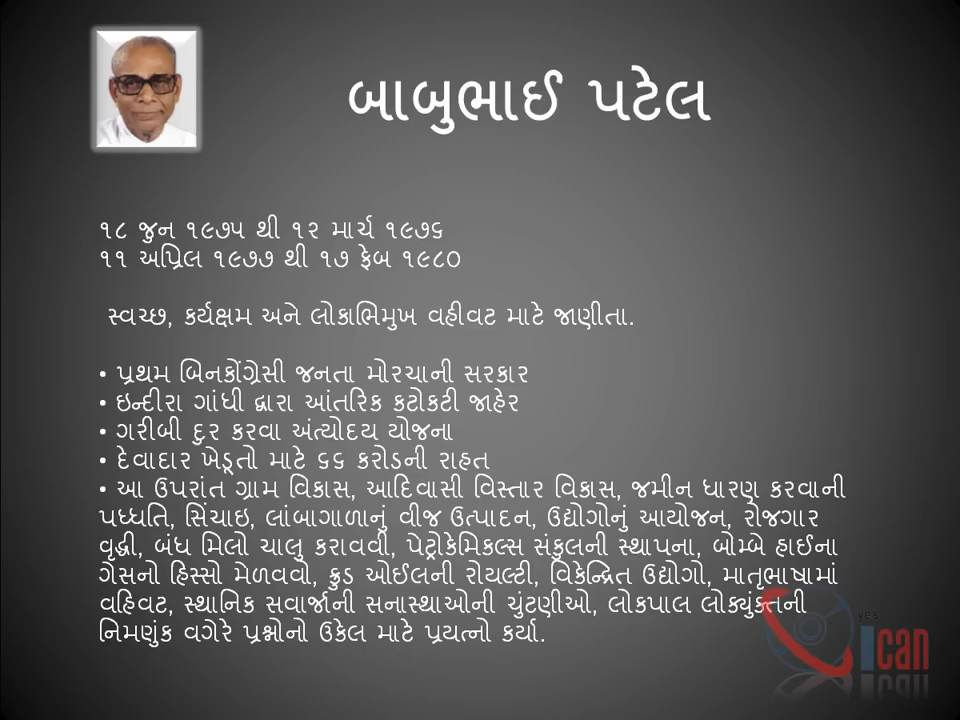 બાબુભાઈ પટેલ
૧૮ જુન ૧૯૭૫ થી ૧૨ માર્ચ ૧૯૭૬
૧૧ અપ્રિલ ૧૯૭૭ થી ૧૭ ફેબ ૧૯૮૦
સ્વચ્છ, કર્યક્ષમ અને લોકાભિમુખ વહીવટ માટે જાણીતા.
• પ્રથમ બિનકોંગ્રેસી જનતા મોરચાની સરકાર
• ઇન્દીરા ગાંધી દ્વારા આંતરિક કટોકટી જાહેર
• ગરીબી દુર કરવા અંત્યોદય યોજના
• દેવાદાર ખેડૂતો માટે ૬૬ કરોડની રાહત
• આ ઉપરાંત ગ્રામ વિકાસ, આદિવાસી વિસ્તાર વિકાસ, જમીન ધારણ કરવાની
પધ્ધતિ, સિંચાઇ, લાંબાગાળાનું વીજ ઉત્પાદન, ઉદ્યોગોનું આયોજન, રોજગાર
વૃદ્ધી, બંધ મિલો ચાલુ કરાવવી, પેટ્રોકેમિકલ્સ સંકુલની સ્થાપના, બોમ્બે હાઈના
ગેસનો હિસ્સો મેળવવો, ક્રુડ ઓઈલની રોયલ્ટી, વિકેન્દ્રિત ઉદ્યોગો, માતૃભાષામાં
વહિવટ, સ્થાનિક સવાર્જાની સનાસ્થાઓની ચુંટણીઓ, લોકપાલ લોક્યુંક્તની
નિમણુંક વગેરે પ્રશ્નોનો ઉકેલ માટે પ્રયત્નો કર્યા.
yes
ican